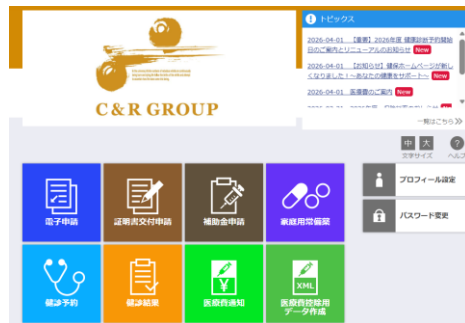 トピックス
2026-04-01 【重要】2026年度 健康診断予約開始
日のご案内とリニューアルのお知らせ New
2026-04-01 【お知らせ】健保ホームページが新し
くなりました!~あなたの健康をサポート~ New
2026-04-01 医療費のご案内 New
一覧はこちら
C&R GROUP
中 大 ?
文字サイズ ヘルプ
電子申請
証明書交付申請
補助金申請
家庭用常備薬
プロフィール設定
パスワード変更
健診予約
健診結果
¥
医療費通知
XML
医療費控除用
データ作成